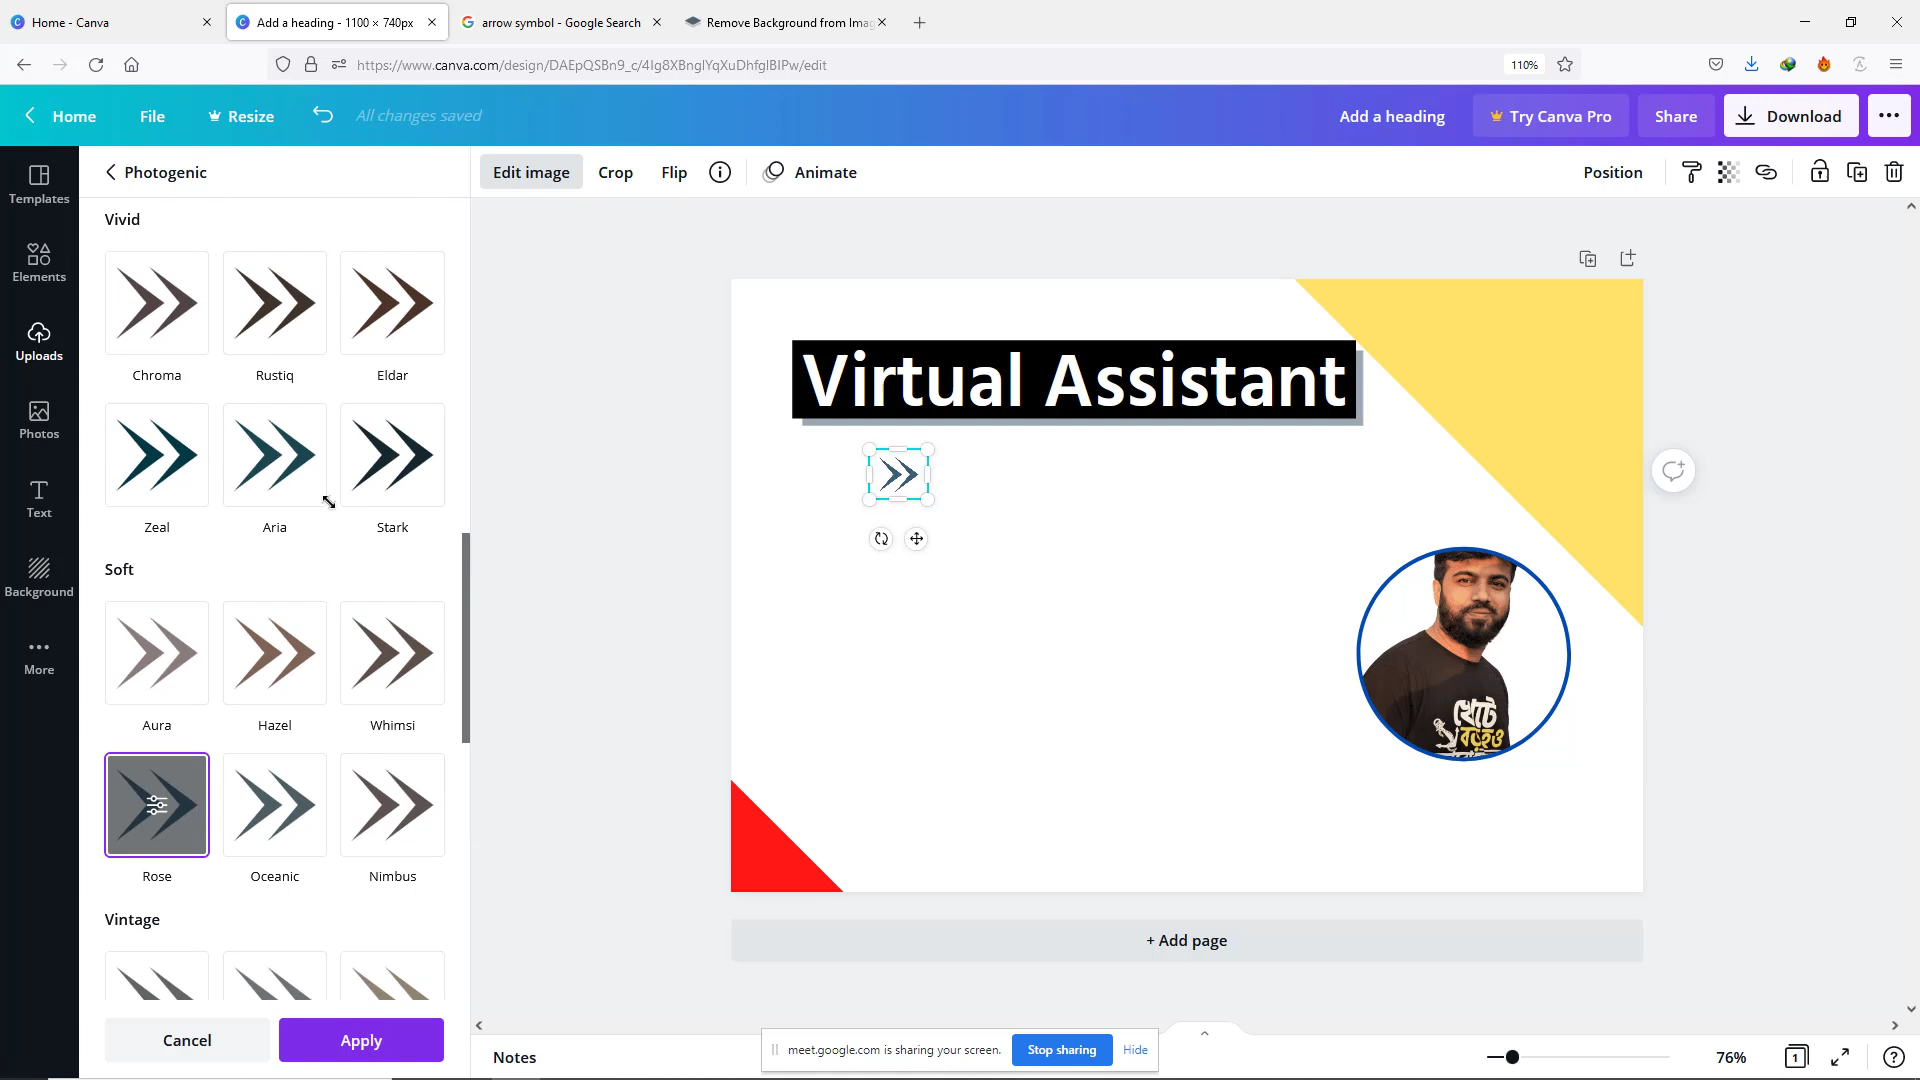 Home - Canva
Add a heading - 1100 × 740px
arrow symbol - Google Search
Remove Background from Imag
https://www.canva.com/design/DAEpQSBn9_c/4Ig8XBnglYqXuDhfglBIPw/edit
110%
Home
File
Resize
All changes saved
Add a heading
Try Canva Pro
Share
Download
Templates
Elements
Uploads
Photos
Text
Background
More
Photogenic
Edit image
Crop
Flip
Animate
Position
Vivid
Chroma
Rustiq
Eldar
Zeal
Aria
Stark
Soft
Aura
Hazel
Whimsi
Rose
Oceanic
Nimbus
Vintage
Cancel
Apply
Virtual Assistant
+ Add page
Notes
meet.google.com is sharing your screen.
Stop sharing
Hide
76%
1